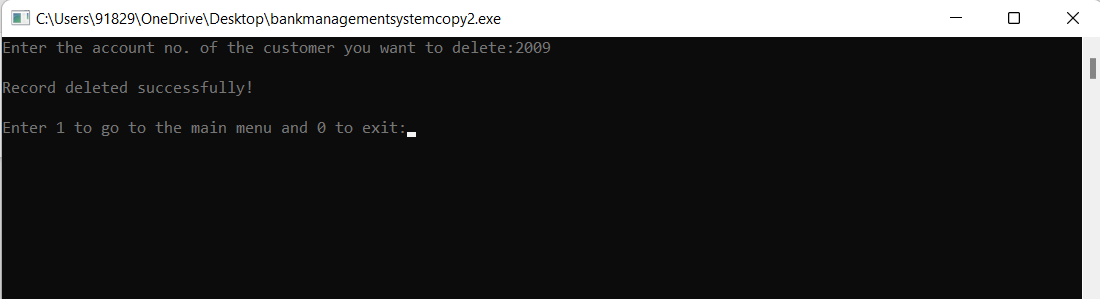 C:\Users\91829\OneDrive\Desktop\bankmanagementsystemcopy2.exe
Enter the account no. of the customer you want to delete:2009
Record deleted successfully!
Enter 1 to go to the main menu and 0 to exit: